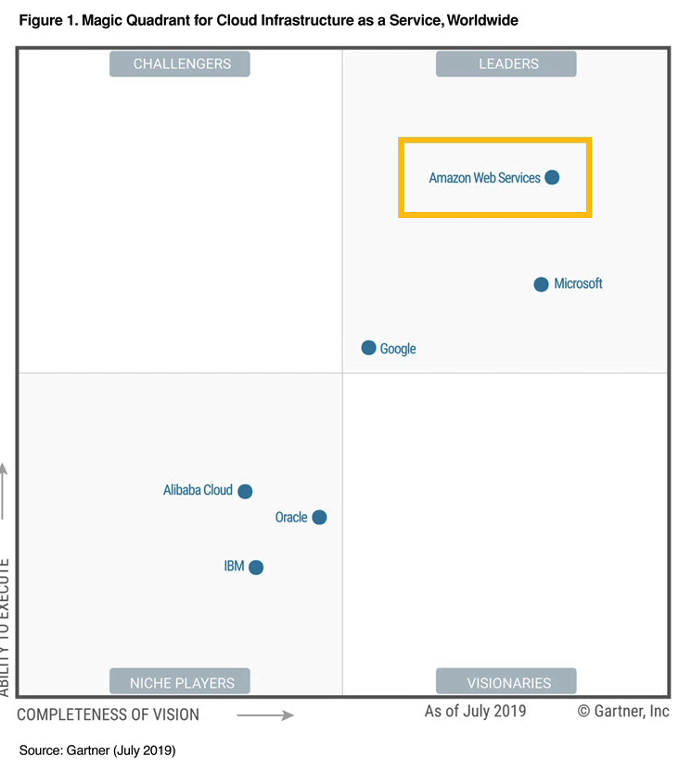 Figure 1. Magic Quadrant for Cloud Infrastructure as a Service, Worldwide
CHALLENGERS
LEADERS
Amazon Web Services
Microsoft
Google
Alibaba Cloud
Oracle
IBM
ABILITY TO EXECUTE
NICHE PLAYERS
VISIONARIES
COMPLETENESS OF VISION
As of July 2019
© Gartner, Inc
Source: Gartner (July 2019)